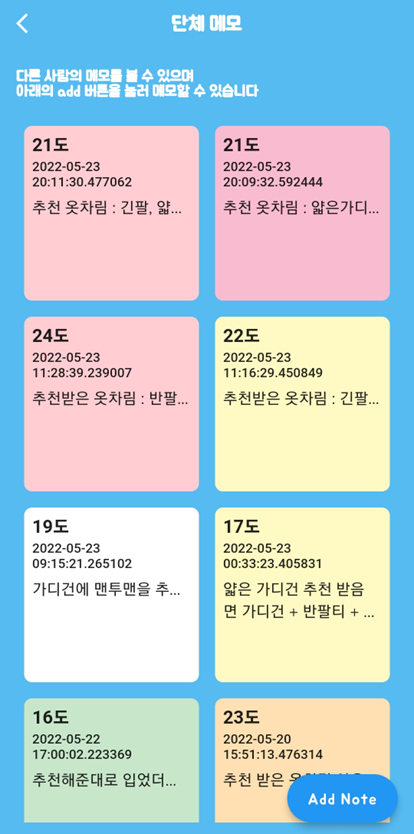 단체 메모
다른 사람의 메모를 볼 수 있으며
아래의 add 버튼을 눌러 메모할 수 있습니다
21도
2022-05-23
20:11:30.477062
추천 옷차림 : 긴팔, 얇...
21도
2022-05-23
20:09:32.592444
추천 옷차림 : 얇은가디...
24도
2022-05-23
11:28:39.239007
추천받은 옷차림 : 반팔...
22도
2022-05-23
11:16:29.450849
추천받은 옷차림 : 긴팔...
19도
2022-05-23
09:15:21.265102
가디건에 맨투맨을 추...
17도
2022-05-23
00:33:23.405831
얇은 가디건 추천 받음
면 가디건 + 반팔티 + ...
16도
2022-05-22
17:00:02.223369
추천해준대로 입었더...
23도
2022-05-20
15:51:13.476314
추천 받은
Add Note